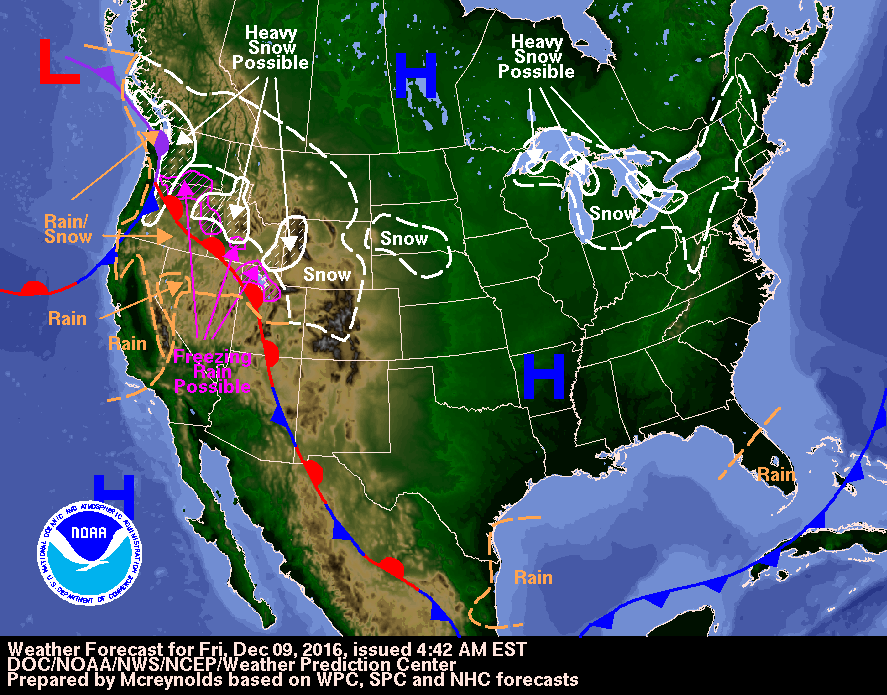 Heavy
Snow
Possible
Heavy
Snow
Possible
L
H
Rain/
Snow
Snow
Snow
Snow
Rain
Rain
Freezing
Rain
Possible
H
H
Rain
Rain
NATIONAL OCEANIC AND ATMOSPHERIC ADMINISTRATION
NOAA
U.S. DEPARTMENT OF COMMERCE
Weather Forecast for Fri, Dec 09, 2016, issued 4:42 AM EST
DOC/NOAA/NWS/NCEP/Weather Prediction Center
Prepared by Mcreynolds based on WPC, SPC and NHC forecasts